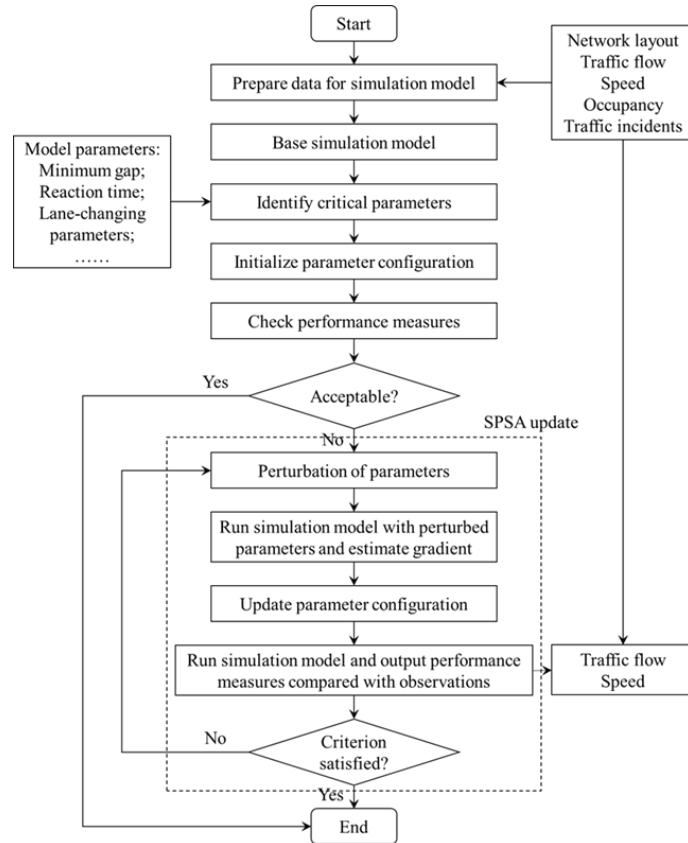 Start
Network layout
Traffic flow
Speed
Occupancy
Traffic incidents
Prepare data for simulation model
Base simulation model
Model parameters:
Minimum gap;
Reaction time;
Lane-changing
parameters;
……
Identify critical parameters
Initialize parameter configuration
Check performance measures
Yes
Acceptable?
SPSA update
No
Perturbation of parameters
Run simulation model with perturbed
parameters and estimate gradient
Update parameter configuration
Run simulation model and output performance
measures compared with observations
Traffic flow
Speed
No
Criterion
satisfied?
Yes
End